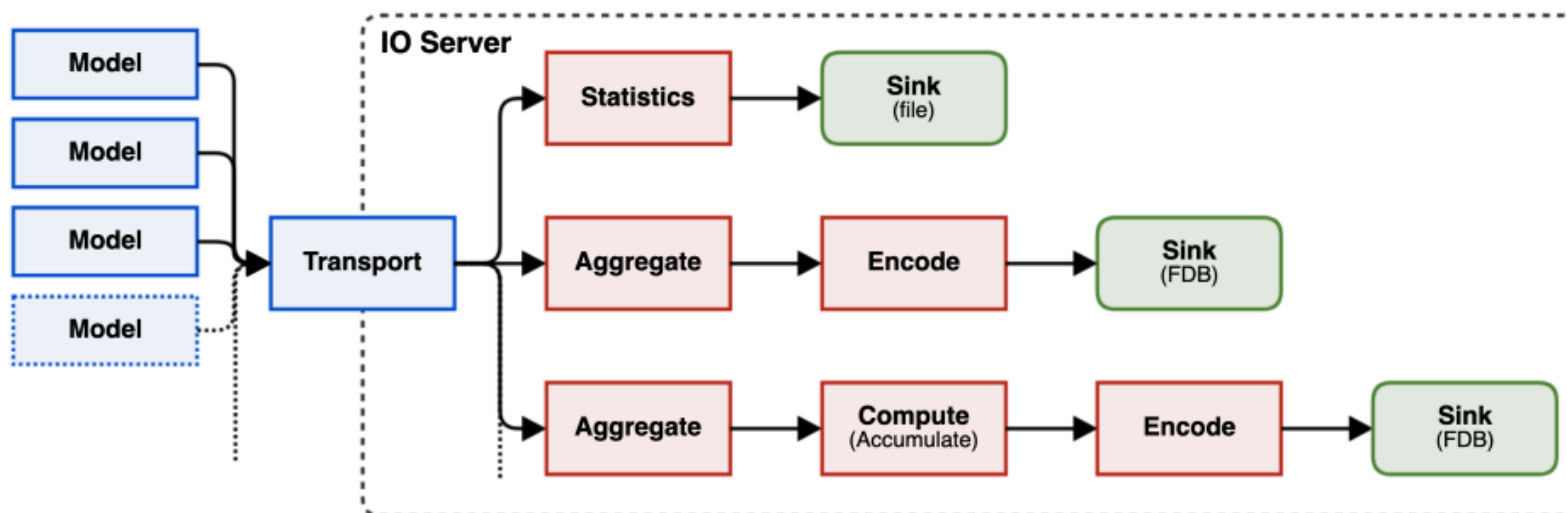 Model
Model
Model
Model
Transport
IO Server
Statistics
Sink
(file)
Aggregate
Encode
Sink
(FDB)
Aggregate
Compute
(Accumulate)
Encode
Sink
(FDB)